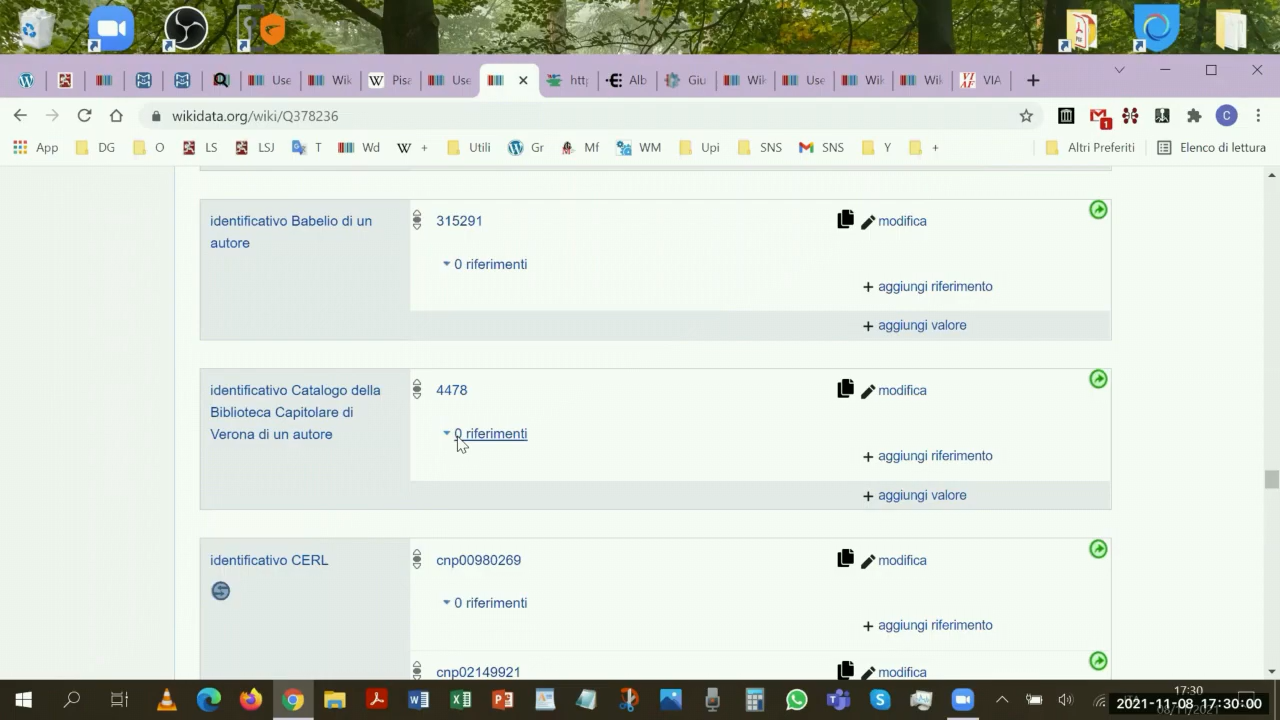 Use
Wik
Pisa
Use
http
Alb
Giu
Wik
Use
Wik
Wik
VIA
wikidata.org/wiki/Q378236
1
C
App
DG
O
LS
LSJ
T
Wd
+
Utili
Gr
Mf
WM
Upi
SNS
SNS
Y
+
Altri Preferiti
Elenco di lettura
identificativo Babelio di un
autore
315291
modifica
0 riferimenti
+ aggiungi riferimento
+ aggiungi valore
identificativo Catalogo della
Biblioteca Capitolare di
Verona di un autore
4478
modifica
0 riferimenti
+ aggiungi riferimento
+ aggiungi valore
identificativo CERL
cnp00980269
modifica
0 riferimenti
+ aggiungi riferimento
cnp02149921
modifica
17:30
2021-11-08 17:30:00